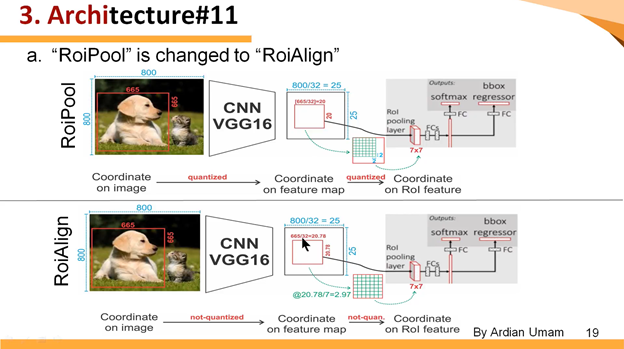 3. Architecture#11
a. “RoiPool” is changed to “RoiAlign”
RoiPool
800
800
665
665
CNN
VGG16
800/32 = 25
[665/32]=20
20
25
2
2
RoI
pooling
layer
7x7
FCs
Outputs:
softmax
bbox
regressor
FC
FC
Coordinate
on image
quantized
Coordinate
on feature map
quantized
Coordinate
on RoI feature
RoiAlign
800
800
665
665
CNN
VGG16
800/32 = 25
665/32=20.78
20.78
25
@20.78/7=2.97
RoI
pooling
layer
7x7
FCs
Outputs:
softmax
bbox
regressor
FC
FC
Coordinate
on image
not-quantized
Coordinate
on feature map
not-quan.
Coordinate
on RoI feature
By Ardian Umam
19